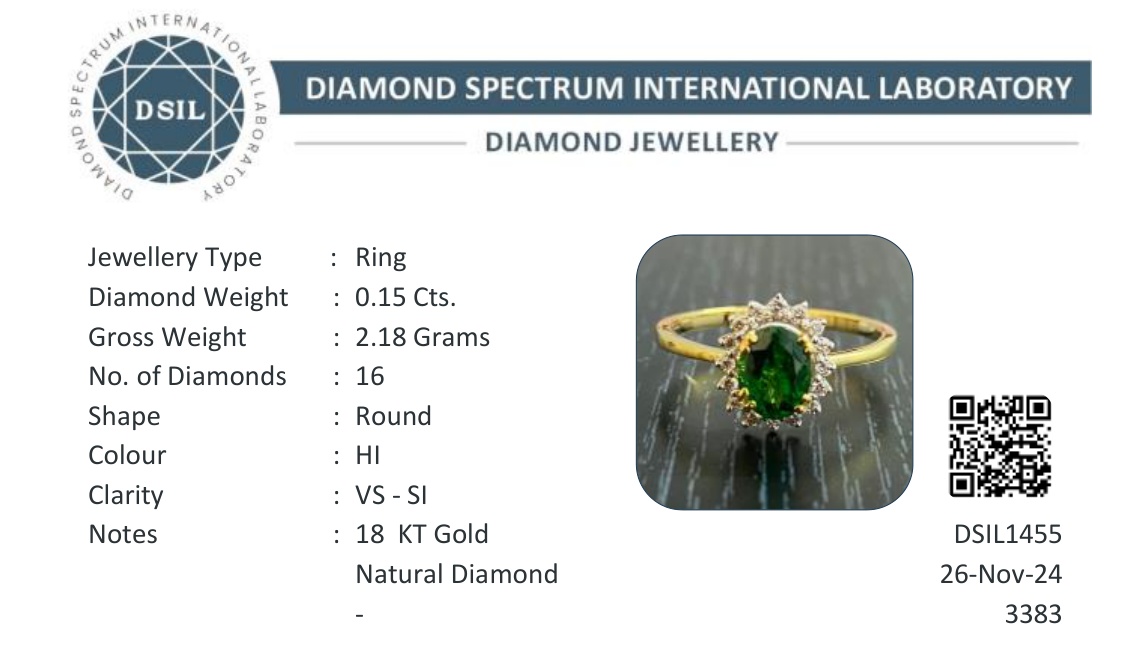 DIAMOND SPECTRUM INTERNATIONAL LABORATORY
DSIL
DIAMOND SPECTRUM INTERNATIONAL LABORATORY
DIAMOND JEWELLERY
Jewellery Type : Ring
Diamond Weight : 0.15 Cts.
Gross Weight : 2.18 Grams
No. of Diamonds : 16
Shape : Round
Colour : HI
Clarity : VS - SI
Notes : 18 KT Gold
Natural Diamond
-
DSIL1455
26-Nov-24
3383